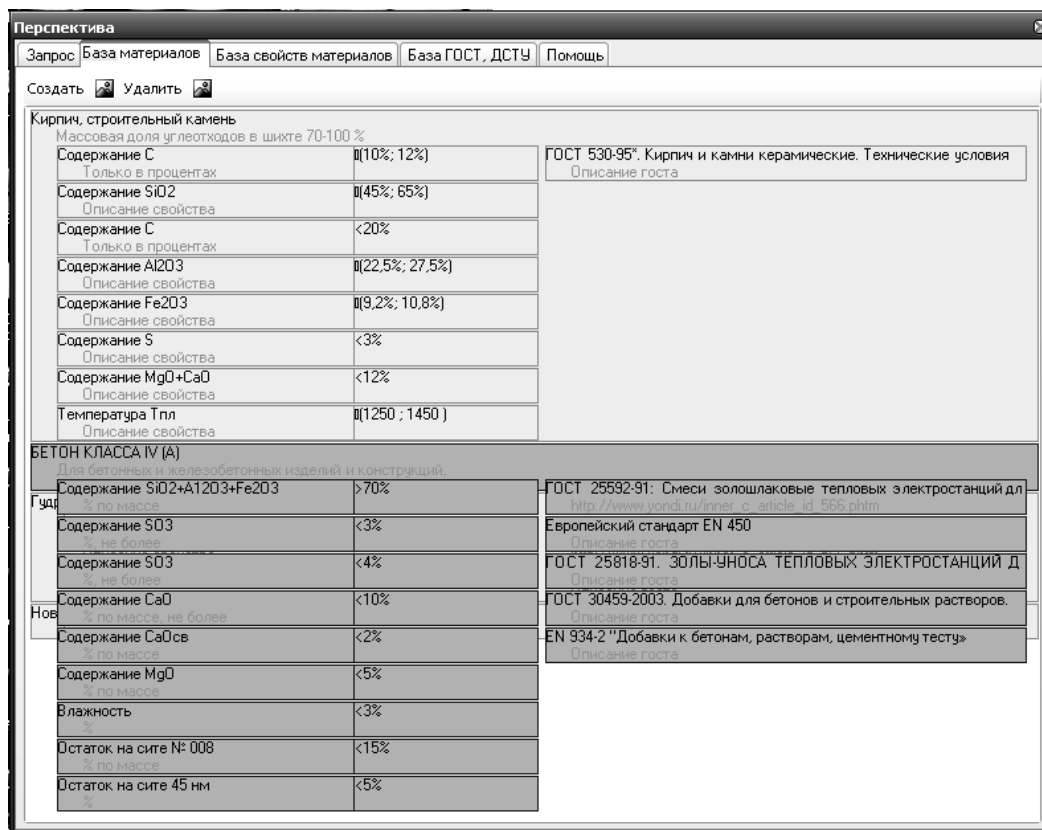 Перспектива
Запрос База материалов База свойств материалов База ГОСТ, ДСТУ Помощь
Создать Удалить
Кирпич, строительный камень
Массовая доля углеотходов в шихте 70-100 %
Содержание C (10%; 12%) ГОСТ 530-95*. Кирпич и камни керамические. Технические условия
Только в процентах Описание госта
Содержание SiO2 (45%; 65%)
Описание свойства
Содержание C <20%
Только в процентах
Содержание Al2O3 (22,5%; 27,5%)
Описание свойства
Содержание Fe2O3 (9,2%; 10,8%)
Описание свойства
Содержание S <3%
Описание свойства
Содержание MgO+CaO <12%
Описание свойства
Температура Тпл (1250 ; 1450 )
Описание свойства
БЕТОН КЛАССА IV (А)
Для бетонных и железобетонных изделий и конструкций,
Содержание SiO2+A12O3+Fe2O3 >70% ГОСТ 25592-91: Смеси золошлаковые тепловых электростанций дл
% по массе http://www.yondi.ru/inner_c_article_id_566.phtm
Содержание SO3 <3% Европейский стандарт EN 450
%, не более Описание госта
Содержание SO3 <4% ГОСТ 25818-91. ЗОЛЫ-УНОСА ТЕПЛОВЫХ ЭЛЕКТРОСТАНЦИЙ Д
%, не более Описание госта
Содержание CaO <10% ГОСТ 30459-2003. Добавки для бетонов и строительных растворов.
Нов % по массе, не более Описание госта
Содержание CaOсв <2% EN 934-2 "Добавки к бетонам, растворам, цементному тесту»
% по массе Описание госта
Содержание MgO <5%
% по массе
Влажность <3%
%
Остаток на сите № 008 <15%
% по массе
Остаток на сите 45 нм <5%
%